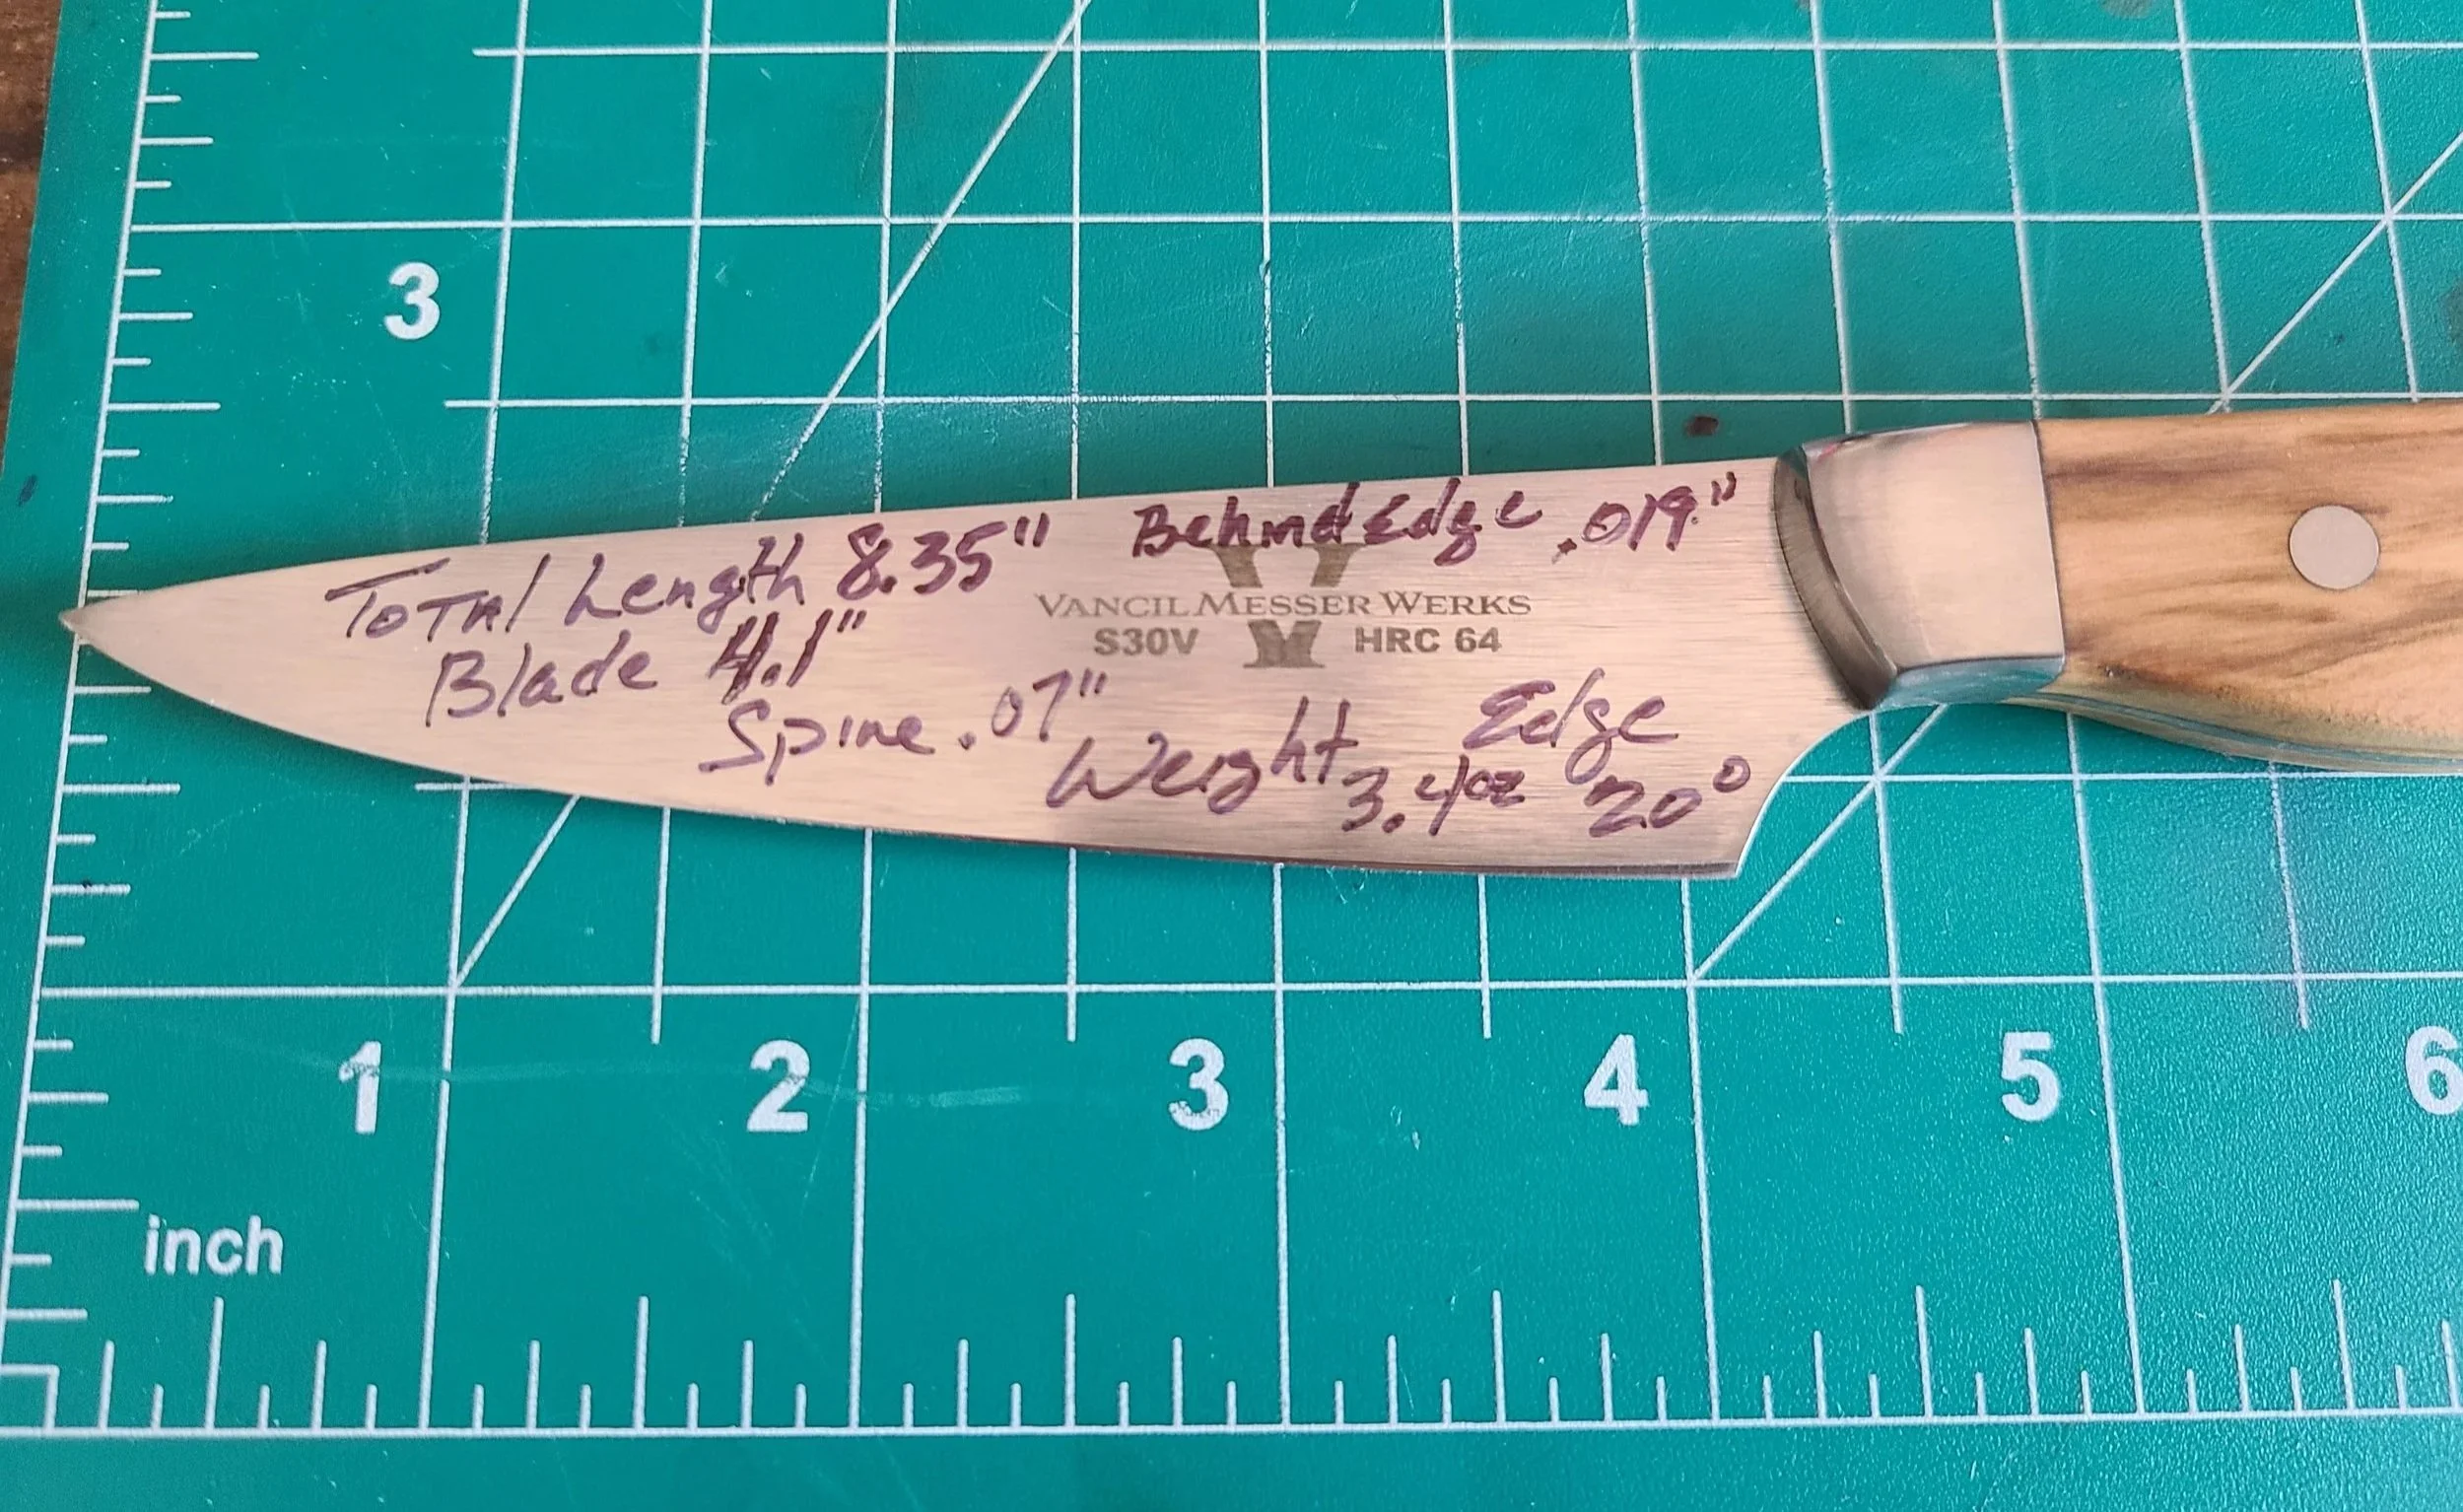 3
Total Length 8.35" Behind Edge .019"
Blade 4.1"
VANCIL MESSER WERKS
S30V VM HRC 64
Spine .07"
Weight 3.4oz
Edge 20°
1 2 3 4 5 6
inch